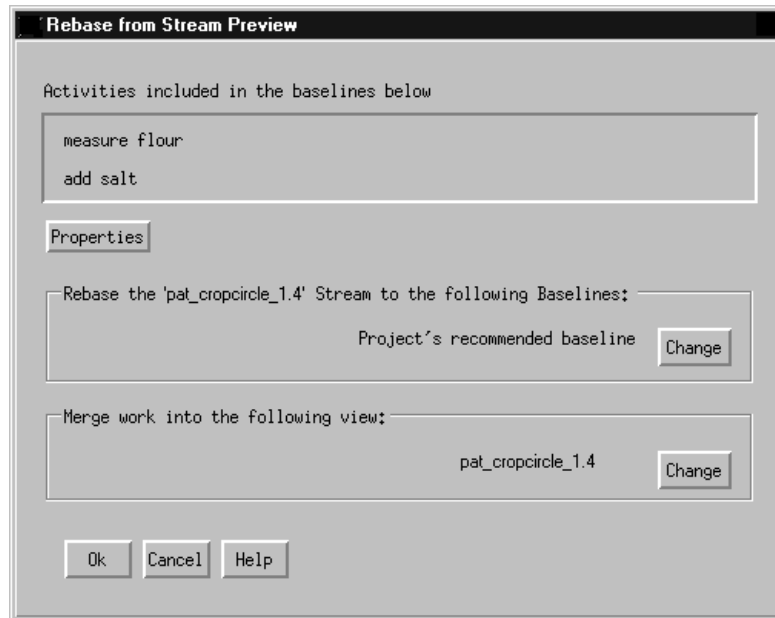 Rebase from Stream Preview
Activities included in the baselines below
measure flour
add salt
Properties
Rebase the 'pat_cropcircle_1.4' Stream to the following Baselines:
Project's recommended baseline
Change
Merge work into the following view:
pat_cropcircle_1.4
Change
Ok Cancel Help